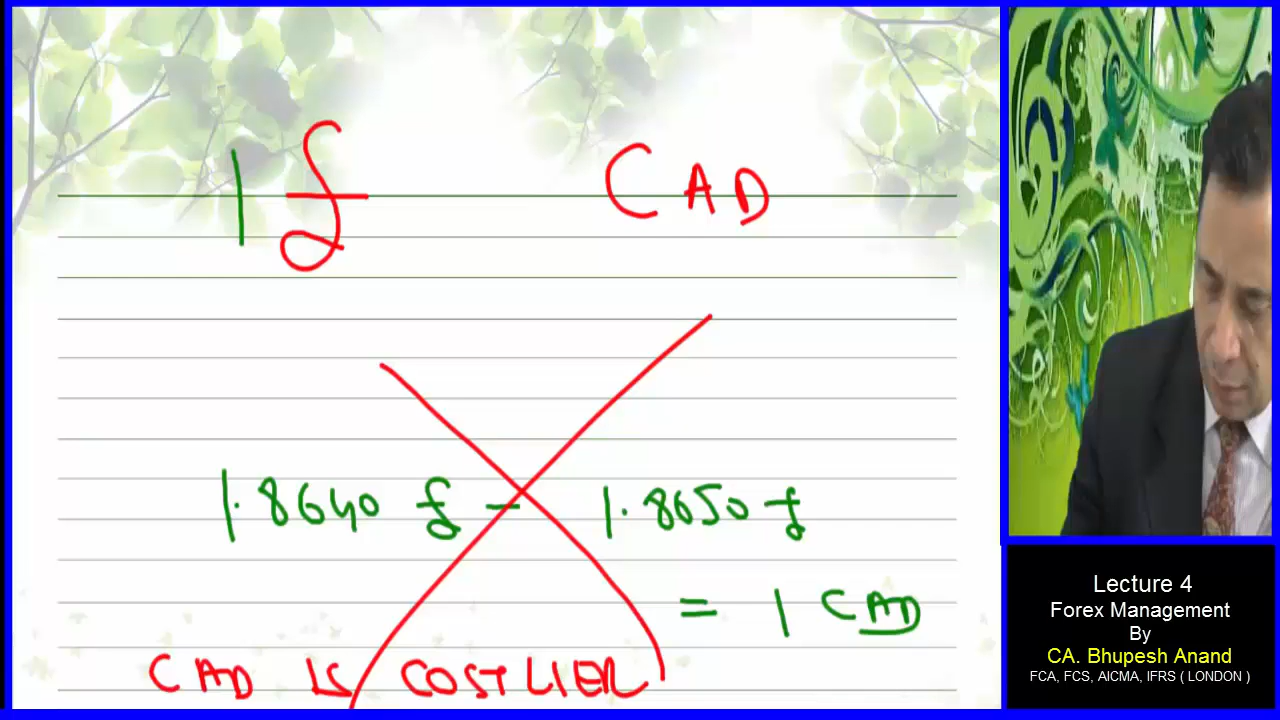 1 £ CAD
1.8640 £ – 1.8650 £
= 1 CAD
CAD IS COSTLIER
Lecture 4
Forex Management
By
CA. Bhupesh Anand
FCA, FCS, AICMA, IFRS ( LONDON )